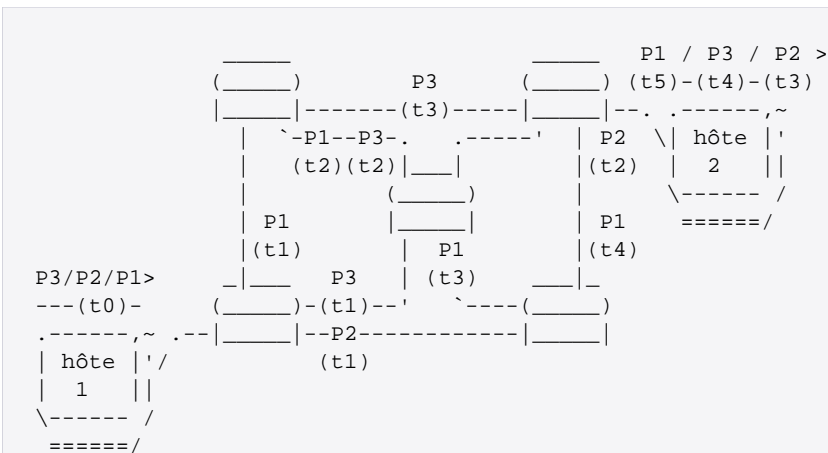 P1 / P3 / P2 >
P3
(t5)-(t4)-(t3)
(t3)
P1--P3
P2
hôte
(t2)(t2)
(t2)
2
P1
P1
(t1)
P1
(t4)
P3/P2/P1>
P3
(t3)
(t0)
(t1)
P2
hôte
(t1)
1